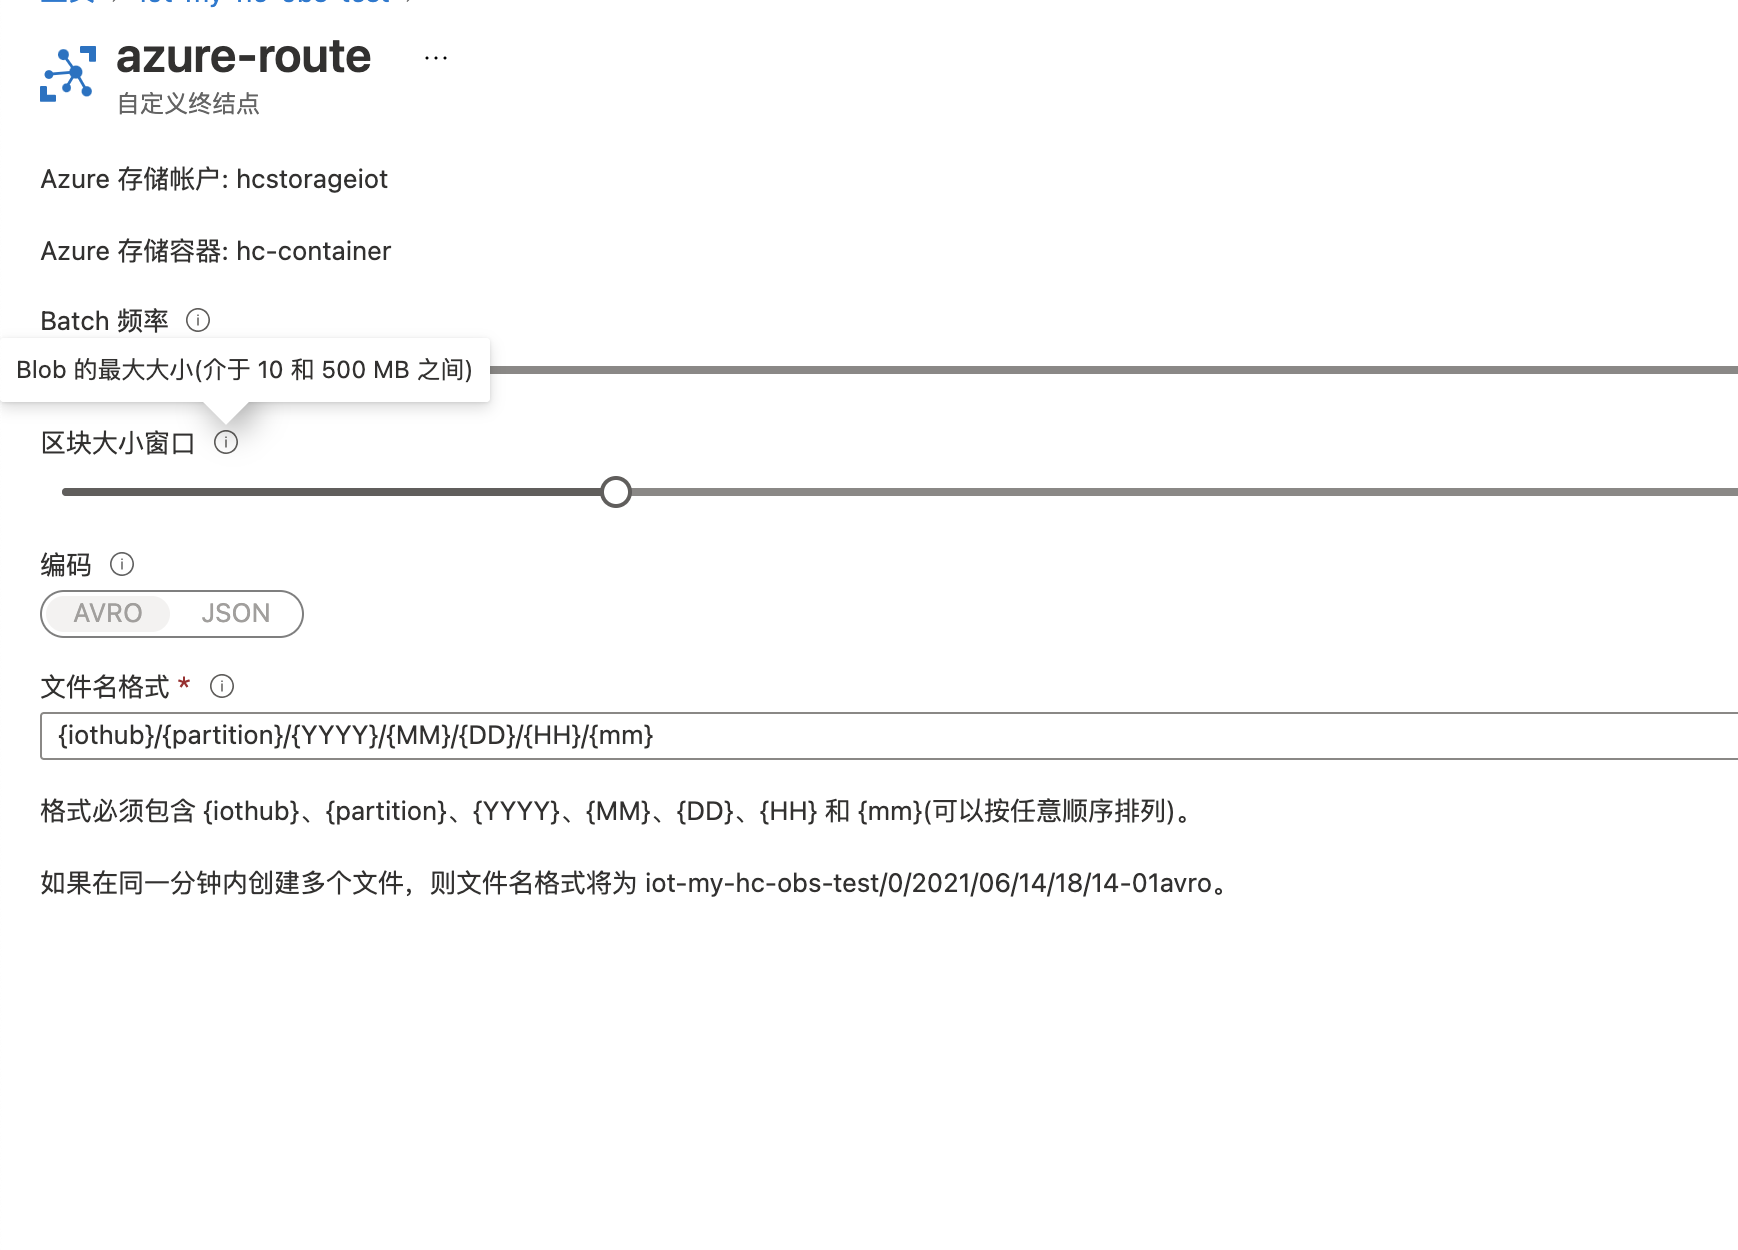 azure-route ...
自定义终结点
Azure 存储帐户: hcstorageiot
Azure 存储容器: hc-container
Batch 频率
Blob 的最大大小(介于 10 和 500 MB 之间)
区块大小窗口
编码
AVRO JSON
文件名格式 *
{iothub}/{partition}/{YYYY}/{MM}/{DD}/{HH}/{mm}
格式必须包含 {iothub}、{partition}、{YYYY}、{MM}、{DD}、{HH} 和 {mm}(可以按任意顺序排列)。
如果在同一分钟内创建多个文件，则文件名格式将为 iot-my-hc-obs-test/0/2021/06/14/18/14-01avro。